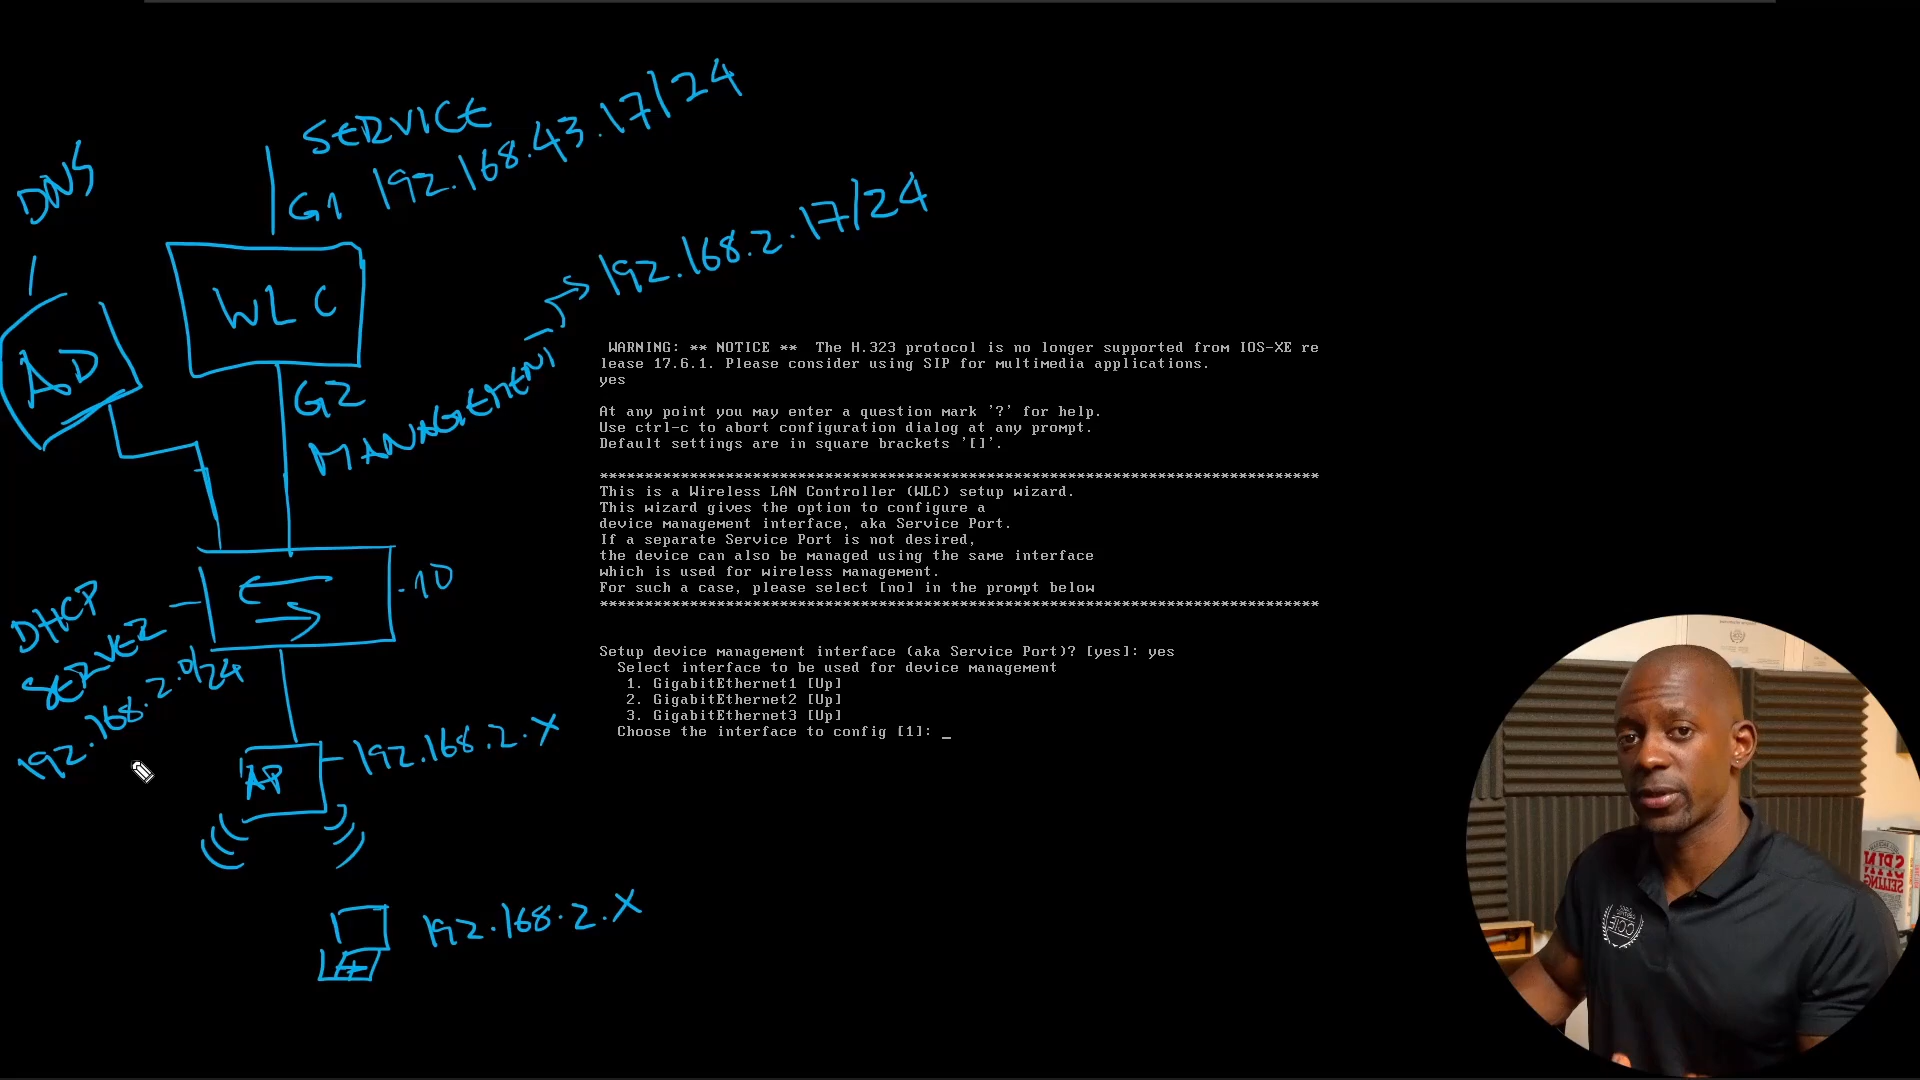 DNS
SERVICE
G1 192.168.43.17/24
WLC
AD
192.168.2.17/24
G2
MANAGEMENT
DHCP
SERVER
192.168.2.0/24
.10
AP
192.168.2.X
192.168.2.X
WARNING: ** NOTICE **  The H.323 protocol is no longer supported from IOS-XE re
lease 17.6.1. Please consider using SIP for multimedia applications.
yes
At any point you may enter a question mark '?' for help.
Use ctrl-c to abort configuration dialog at any prompt.
Default settings are in square brackets '[]'.
********************************************************************************
This is a Wireless LAN Controller (WLC) setup wizard.
This wizard gives the option to configure a
device management interface, aka Service Port.
If a separate Service Port is not desired,
the device can also be managed using the same interface
which is used for wireless management.
For such a case, please select [no] in the prompt below
********************************************************************************
Setup device management interface (aka Service Port)? [yes]: yes
Select interface to be used for device management
1. GigabitEthernet1 [Up]
2. GigabitEthernet2 [Up]
3. GigabitEthernet3 [Up]
Choose the interface to config [1]: _
SPIN
SELLING
CCIE